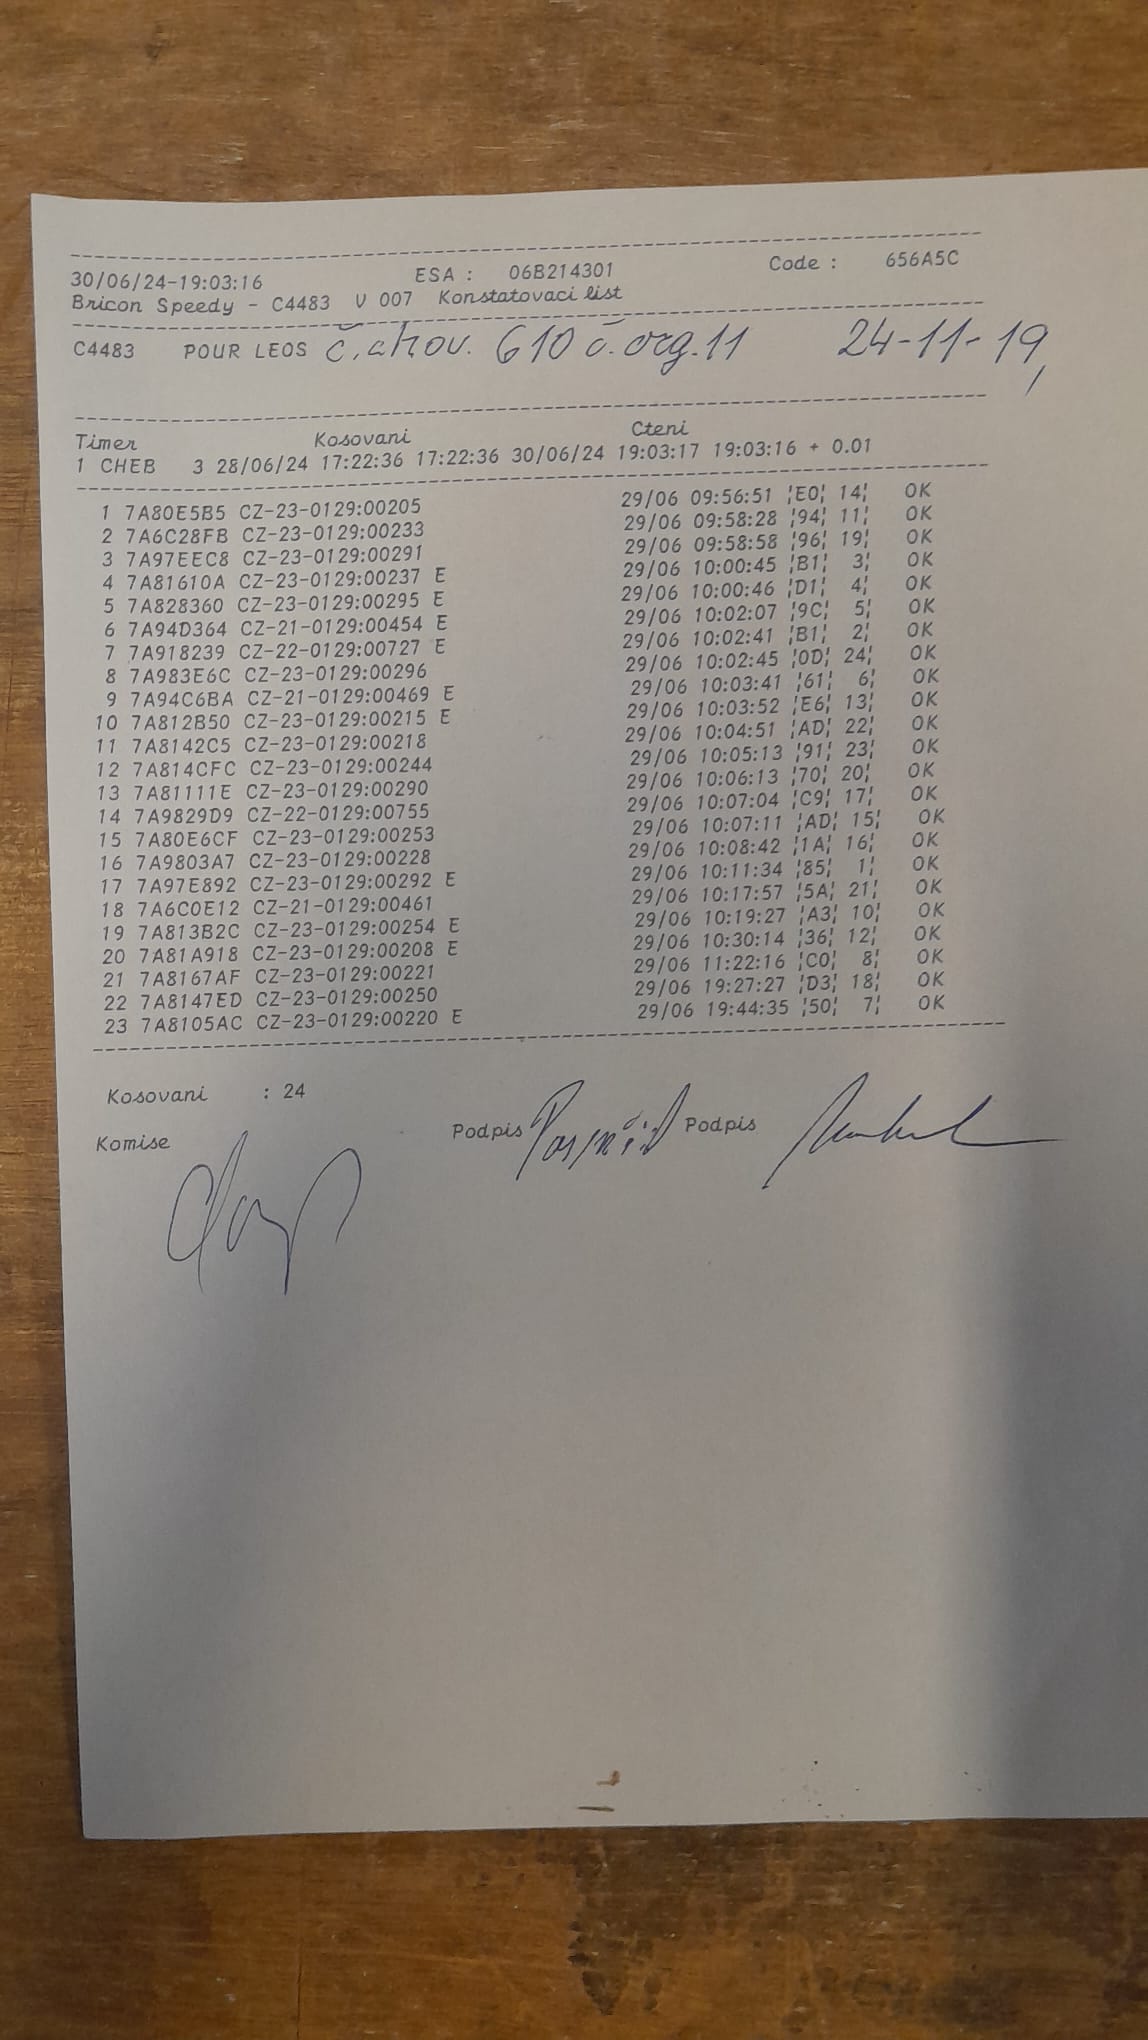 30/06/24-19:03:16 ESA : 06B214301 Code : 656A5C
Bricon Speedy - C4483 V 007 Konstatovaci list
C4483 POUR LEOS č. chov. 610 č. org. 11 24-11-19,
Timer Kosovani Cteni
1 CHEB 3 28/06/24 17:22:36 17:22:36 30/06/24 19:03:17 19:03:16 + 0.01
1 7A80E5B5 CZ-23-0129:00205 29/06 09:56:51 ¦E0¦ 14¦ OK
2 7A6C28FB CZ-23-0129:00233 29/06 09:58:28 ¦94¦ 11¦ OK
3 7A97EEC8 CZ-23-0129:00291 29/06 09:58:58 ¦96¦ 19¦ OK
4 7A81610A CZ-23-0129:00237 E 29/06 10:00:45 ¦B1¦ 3¦ OK
5 7A828360 CZ-23-0129:00295 E 29/06 10:00:46 ¦D1¦ 4¦ OK
6 7A94D364 CZ-21-0129:00454 E 29/06 10:02:07 ¦9C¦ 5¦ OK
7 7A918239 CZ-22-0129:00727 E 29/06 10:02:41 ¦B1¦ 2¦ OK
8 7A983E6C CZ-23-0129:00296 29/06 10:02:45 ¦0D¦ 24¦ OK
9 7A94C6BA CZ-21-0129:00469 E 29/06 10:03:41 ¦61¦ 6¦ OK
10 7A812B50 CZ-23-0129:00215 E 29/06 10:03:52 ¦E6¦ 13¦ OK
11 7A8142C5 CZ-23-0129:00218 29/06 10:04:51 ¦AD¦ 22¦ OK
12 7A814CFC CZ-23-0129:00244 29/06 10:05:13 ¦91¦ 23¦ OK
13 7A81111E CZ-23-0129:00290 29/06 10:06:13 ¦70¦ 20¦ OK
14 7A9829D9 CZ-22-0129:00755 29/06 10:07:04 ¦C9¦ 17¦ OK
15 7A80E6CF CZ-23-0129:00253 29/06 10:07:11 ¦AD¦ 15¦ OK
16 7A9803A7 CZ-23-0129:00228 29/06 10:08:42 ¦1A¦ 16¦ OK
17 7A97E892 CZ-23-0129:00292 E 29/06 10:11:34 ¦85¦ 1¦ OK
18 7A6C0E12 CZ-21-0129:00461 29/06 10:17:57 ¦5A¦ 21¦ OK
19 7A813B2C CZ-23-0129:00254 E 29/06 10:19:27 ¦A3¦ 10¦ OK
20 7A81A918 CZ-23-0129:00208 E 29/06 10:30:14 ¦36¦ 12¦ OK
21 7A8167AF CZ-23-0129:00221 29/06 11:22:16 ¦C0¦ 8¦ OK
22 7A8147ED CZ-23-0129:00250 29/06 19:27:27 ¦D3¦ 18¦ OK
23 7A8105AC CZ-23-0129:00220 E 29/06 19:44:35 ¦50¦ 7¦ OK
Kosovani : 24
Komise Podpis Podpis